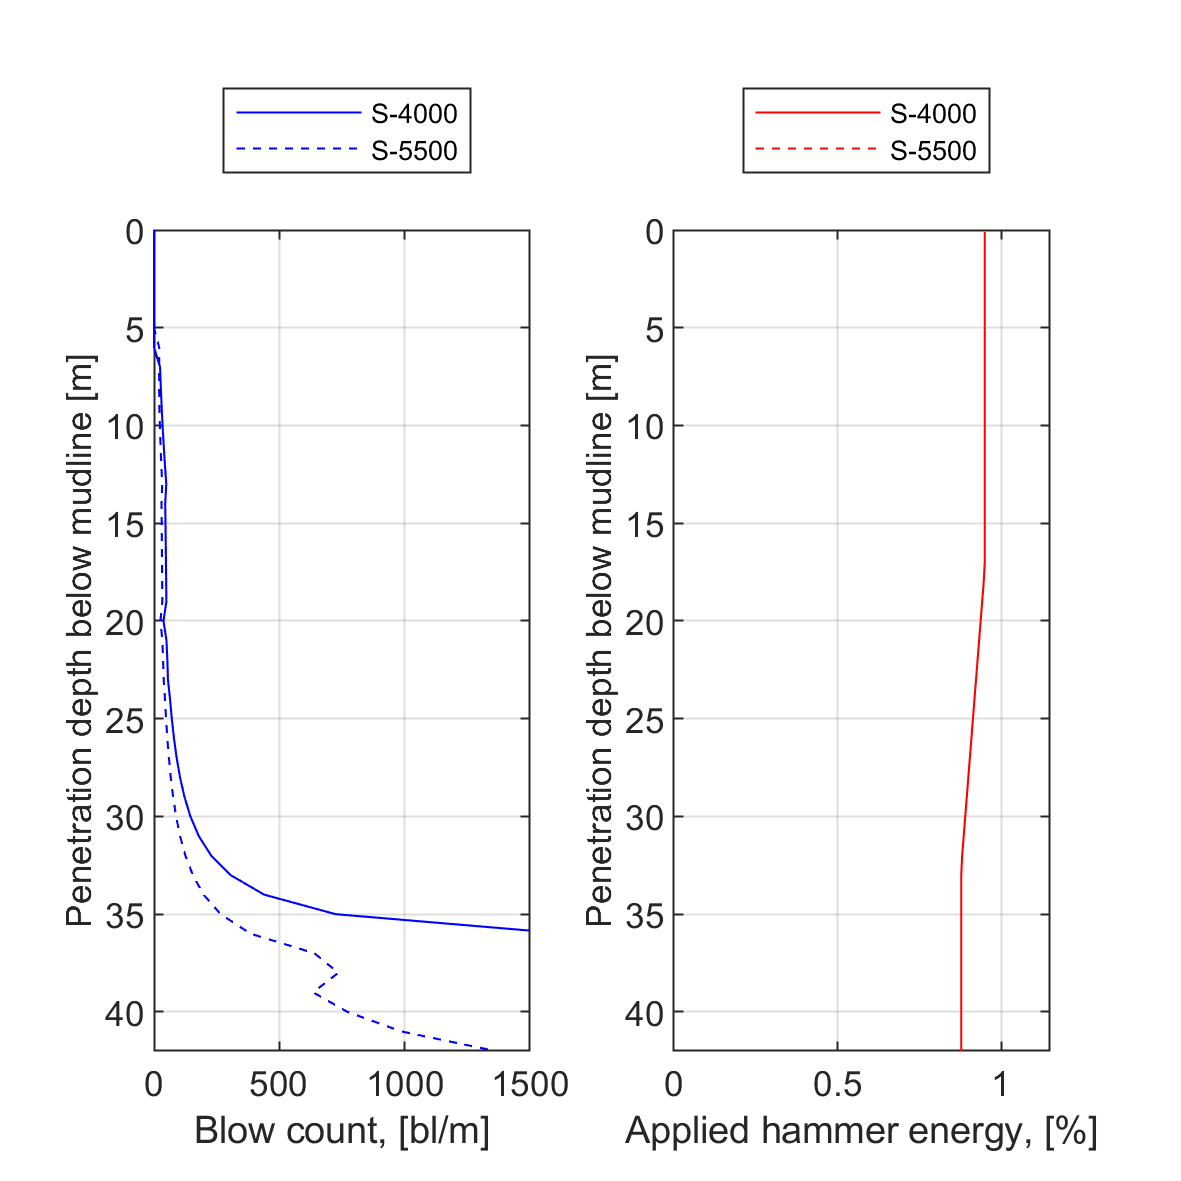 S-4000
S-5500
S-4000
S-5500
0
5
10
15
20
25
30
35
40
0 500 1000 1500
Penetration depth below mudline [m]
Blow count, [bl/m]
0
5
10
15
20
25
30
35
40
0 0.5 1
Penetration depth below mudline [m]
Applied hammer energy, [%]